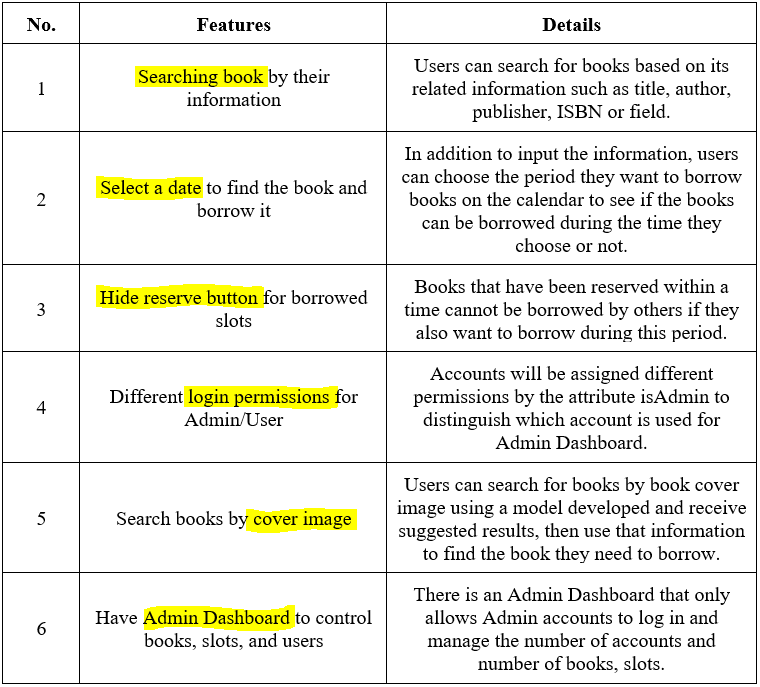 No.
Features
Details
1
Searching book by their
information
Users can search for books based on its
related information such as title, author,
publisher, ISBN or field.
2
Select a date to find the book and
borrow it
In addition to input the information, users
can choose the period they want to borrow
books on the calendar to see if the books
can be borrowed during the time they
choose or not.
3
Hide reserve button for borrowed
slots
Books that have been reserved within a
time cannot be borrowed by others if they
also want to borrow during this period.
4
Different login permissions for
Admin/User
Accounts will be assigned different
permissions by the attribute isAdmin to
distinguish which account is used for
Admin Dashboard.
5
Search books by cover image
Users can search for books by book cover
image using a model developed and receive
suggested results, then use that information
to find the book they need to borrow.
6
Have Admin Dashboard to control
books, slots, and users
There is an Admin Dashboard that only
allows Admin accounts to log in and
manage the number of accounts and
number of books, slots.